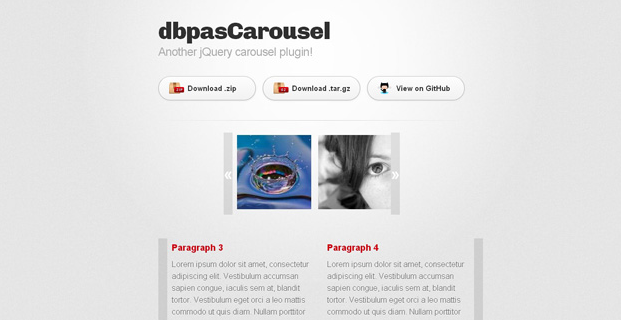 dbpasCarousel
Another jQuery carousel plugin!
Download .zip
Download .tar.gz
View on GitHub
«
»
Paragraph 3
Lorem ipsum dolor sit amet, consectetur
adipiscing elit. Vestibulum accumsan
sapien congue, iaculis sem at, blandit
tortor. Vestibulum eget orci a leo mattis
commodo ut quis diam. Nullam porttitor
Paragraph 4
Lorem ipsum dolor sit amet, consectetur
adipiscing elit. Vestibulum accumsan
sapien congue, iaculis sem at, blandit
tortor. Vestibulum eget orci a leo mattis
commodo ut quis diam. Nullam porttitor